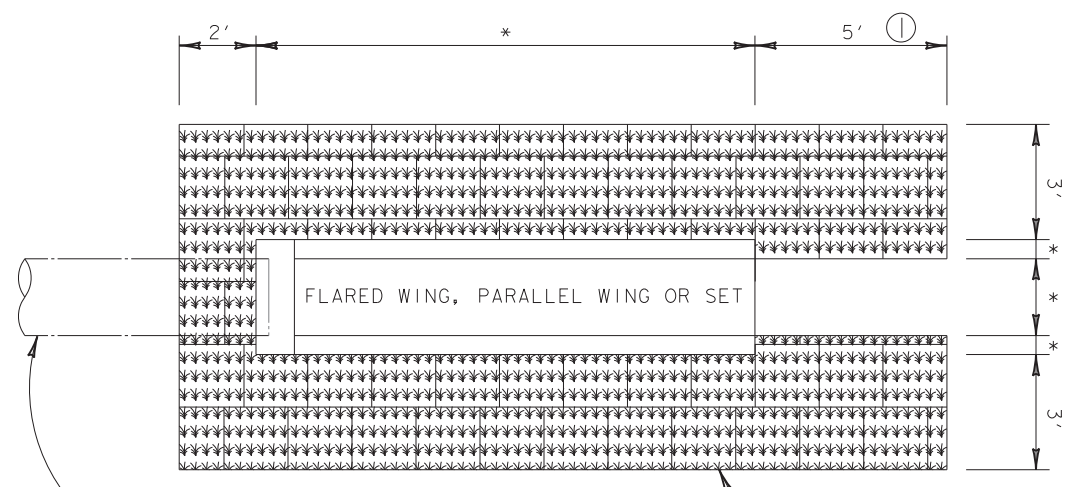 2' * 5' 1
3'
*
FLARED WING, PARALLEL WING OR SET *
*
3'